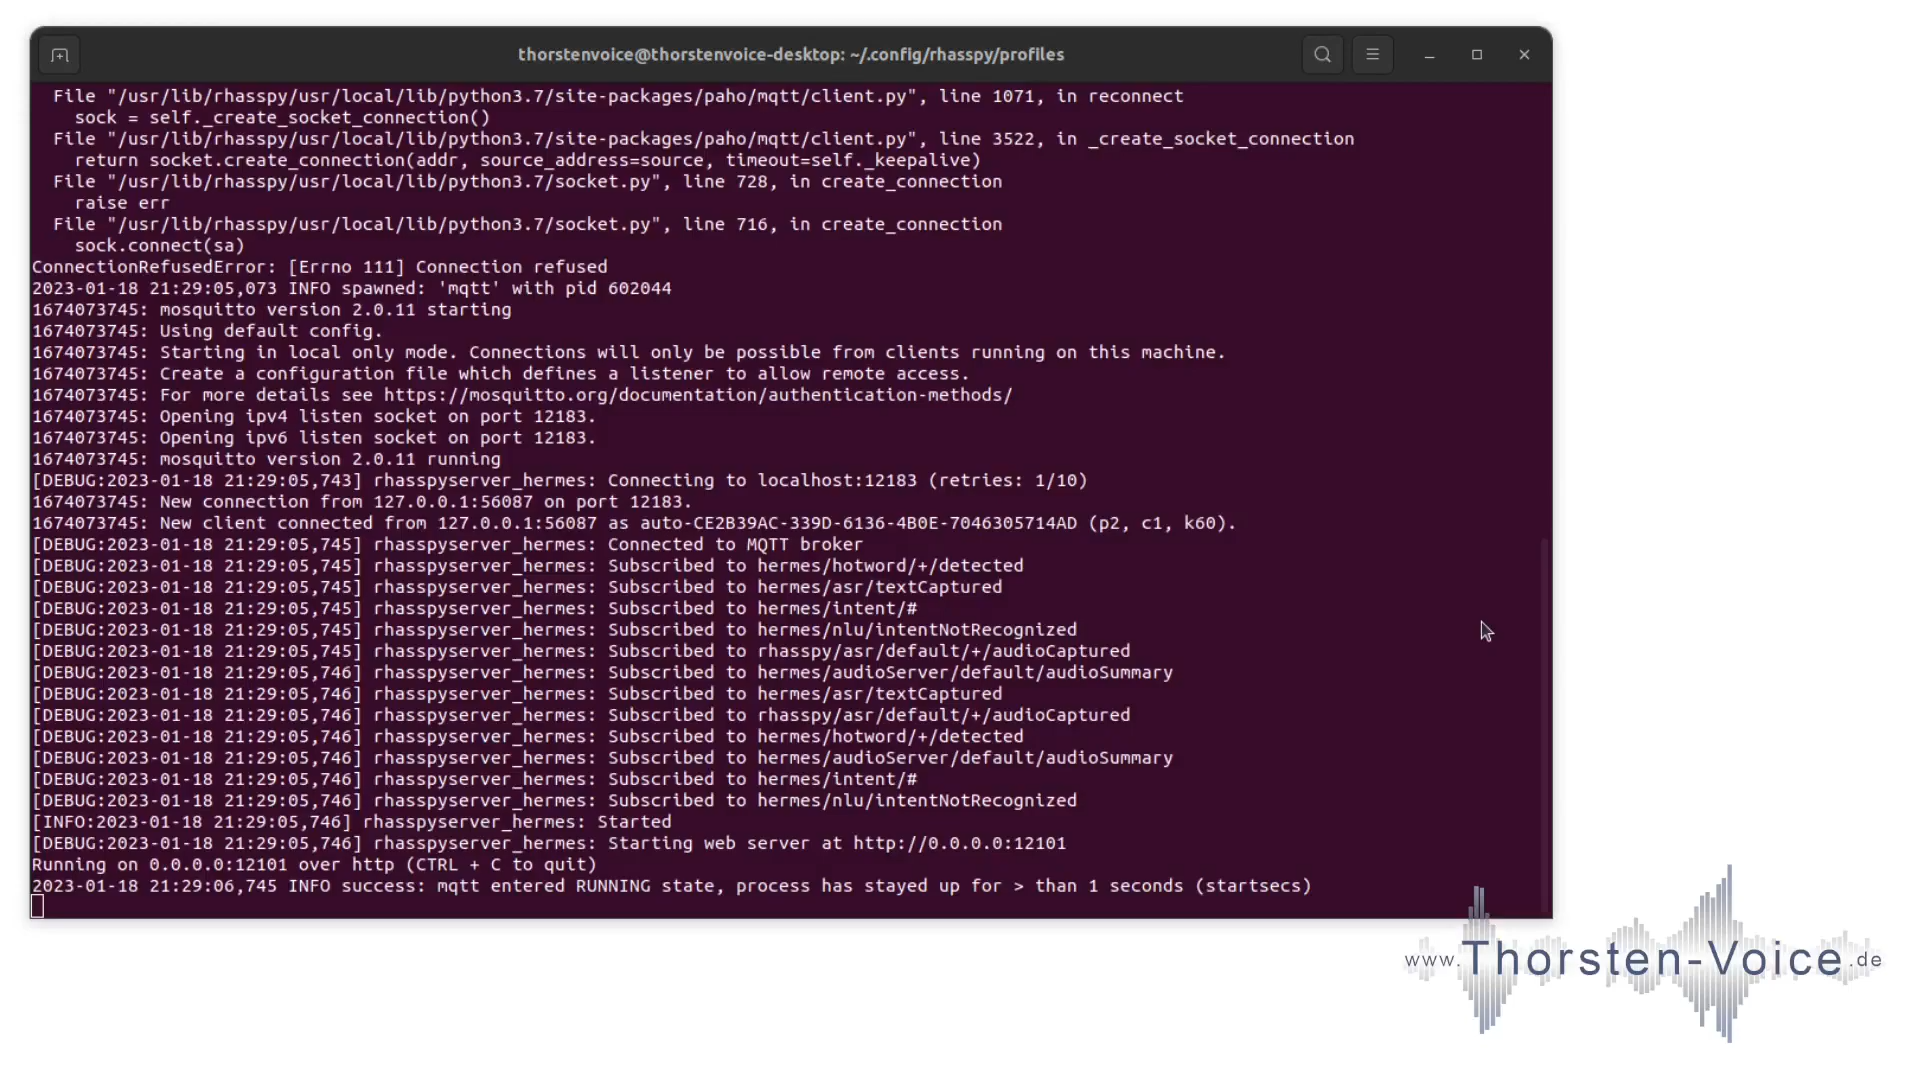 thorstenvoice@thorstenvoice-desktop: ~/.config/rhasspy/profiles
File "/usr/lib/rhasspy/usr/local/lib/python3.7/site-packages/paho/mqtt/client.py", line 1071, in reconnect
sock = self._create_socket_connection()
File "/usr/lib/rhasspy/usr/local/lib/python3.7/site-packages/paho/mqtt/client.py", line 3522, in _create_socket_connection
return socket.create_connection(addr, source_address=source, timeout=self._keepalive)
File "/usr/lib/rhasspy/usr/local/lib/python3.7/socket.py", line 728, in create_connection
raise err
File "/usr/lib/rhasspy/usr/local/lib/python3.7/socket.py", line 716, in create_connection
sock.connect(sa)
ConnectionRefusedError: [Errno 111] Connection refused
2023-01-18 21:29:05,073 INFO spawned: 'mqtt' with pid 602044
1674073745: mosquitto version 2.0.11 starting
1674073745: Using default config.
1674073745: Starting in local only mode. Connections will only be possible from clients running on this machine.
1674073745: Create a configuration file which defines a listener to allow remote access.
1674073745: For more details see https://mosquitto.org/documentation/authentication-methods/
1674073745: Opening ipv4 listen socket on port 12183.
1674073745: Opening ipv6 listen socket on port 12183.
1674073745: mosquitto version 2.0.11 running
[DEBUG:2023-01-18 21:29:05,743] rhasspyserver_hermes: Connecting to localhost:12183 (retries: 1/10)
1674073745: New connection from 127.0.0.1:56087 on port 12183.
1674073745: New client connected from 127.0.0.1:56087 as auto-CE2B39AC-339D-6136-4B0E-7046305714AD (p2, c1, k60).
[DEBUG:2023-01-18 21:29:05,745] rhasspyserver_hermes: Connected to MQTT broker
[DEBUG:2023-01-18 21:29:05,745] rhasspyserver_hermes: Subscribed to hermes/hotword/+/detected
[DEBUG:2023-01-18 21:29:05,745] rhasspyserver_hermes: Subscribed to hermes/asr/textCaptured
[DEBUG:2023-01-18 21:29:05,745] rhasspyserver_hermes: Subscribed to hermes/intent/#
[DEBUG:2023-01-18 21:29:05,745] rhasspyserver_hermes: Subscribed to hermes/nlu/intentNotRecognized
[DEBUG:2023-01-18 21:29:05,745] rhasspyserver_hermes: Subscribed to rhasspy/asr/default/+/audioCaptured
[DEBUG:2023-01-18 21:29:05,746] rhasspyserver_hermes: Subscribed to hermes/audioServer/default/audioSummary
[DEBUG:2023-01-18 21:29:05,746] rhasspyserver_hermes: Subscribed to hermes/asr/textCaptured
[DEBUG:2023-01-18 21:29:05,746] rhasspyserver_hermes: Subscribed to rhasspy/asr/default/+/audioCaptured
[DEBUG:2023-01-18 21:29:05,746] rhasspyserver_hermes: Subscribed to hermes/hotword/+/detected
[DEBUG:2023-01-18 21:29:05,746] rhasspyserver_hermes: Subscribed to hermes/audioServer/default/audioSummary
[DEBUG:2023-01-18 21:29:05,746] rhasspyserver_hermes: Subscribed to hermes/intent/#
[DEBUG:2023-01-18 21:29:05,746] rhasspyserver_hermes: Subscribed to hermes/nlu/intentNotRecognized
[INFO:2023-01-18 21:29:05,746] rhasspyserver_hermes: Started
[DEBUG:2023-01-18 21:29:05,746] rhasspyserver_hermes: Starting web server at http://0.0.0.0:12101
Running on 0.0.0.0:12101 over http (CTRL + C to quit)
2023-01-18 21:29:06,745 INFO success: mqtt entered RUNNING state, process has stayed up for > than 1 seconds (startsecs)
www.Thorsten-Voice.de